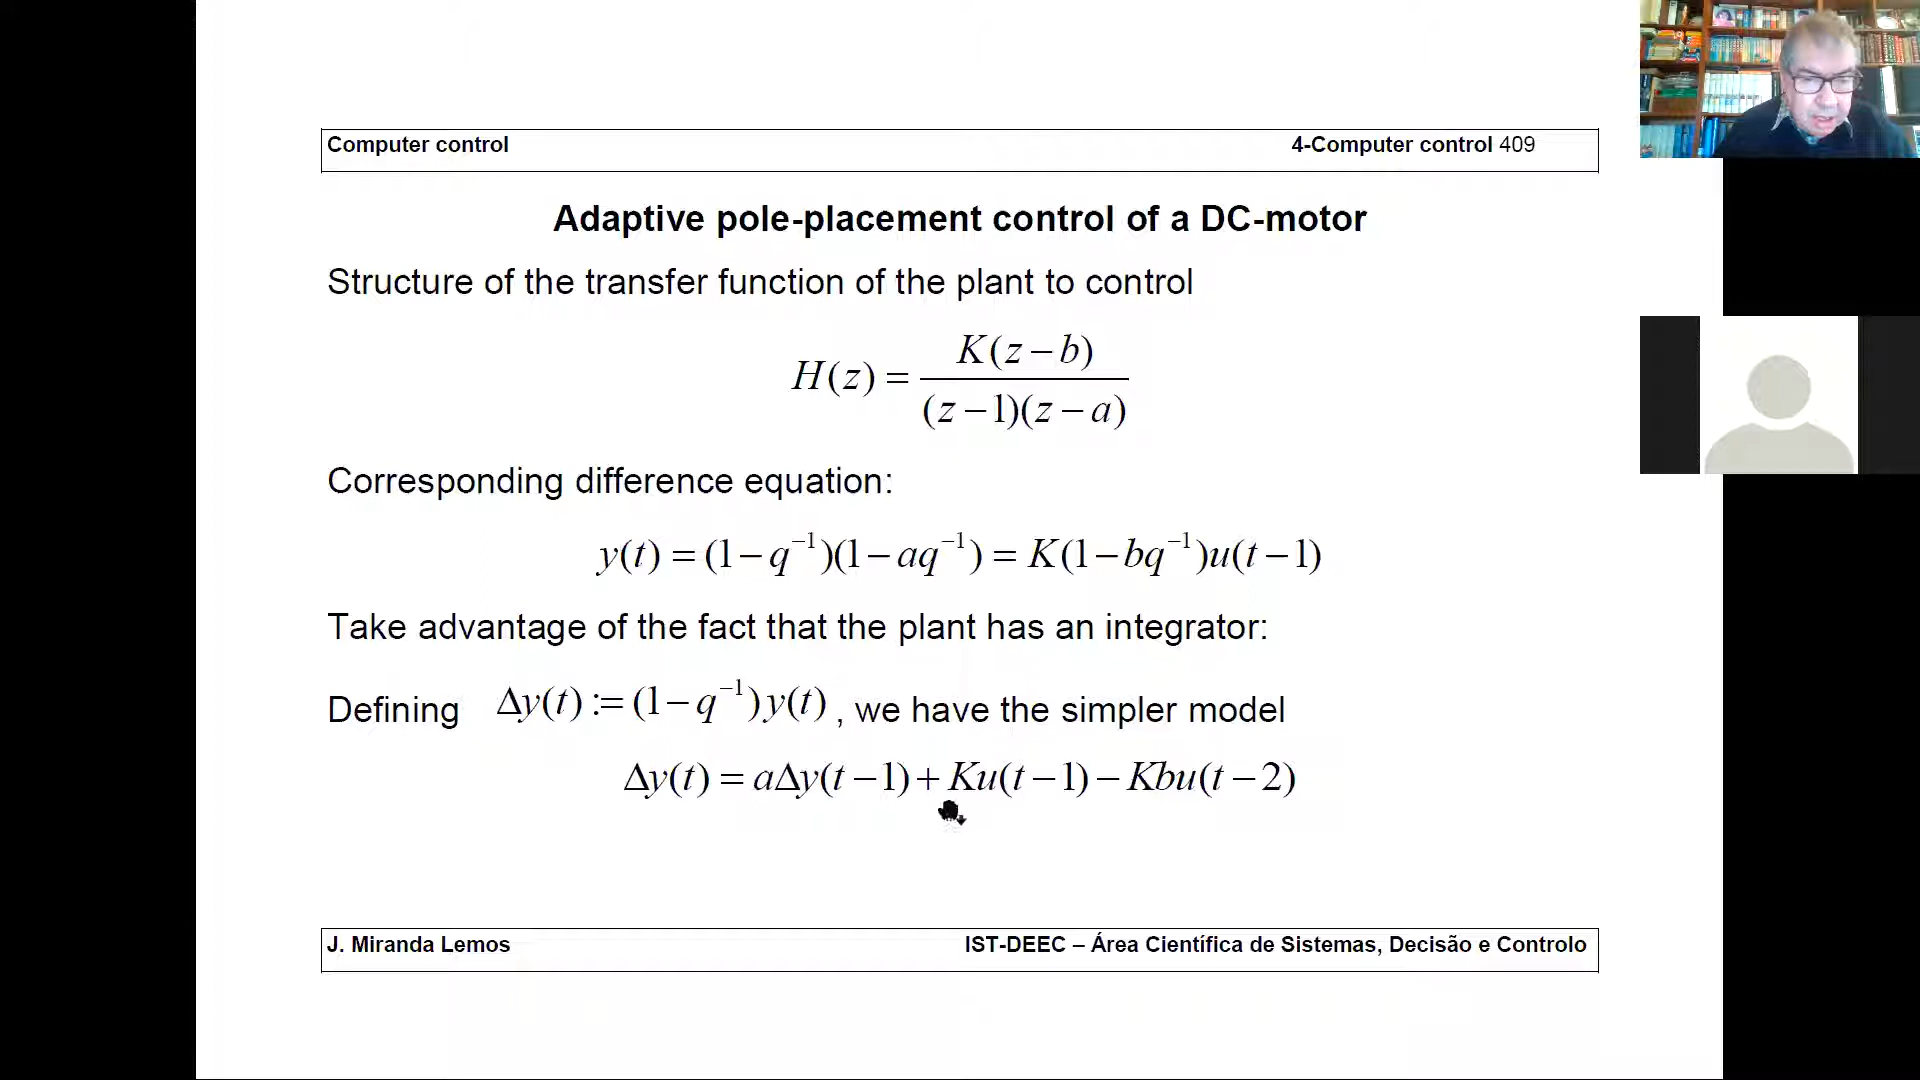 Computer control 4-Computer control 409
Adaptive pole-placement control of a DC-motor
Structure of the transfer function of the plant to control
H(z) = K(z − b) / (z − 1)(z − a)
Corresponding difference equation:
y(t) = (1 − q⁻¹)(1 − aq⁻¹) = K(1 − bq⁻¹)u(t − 1)
Take advantage of the fact that the plant has an integrator:
Defining Δy(t) := (1 − q⁻¹)y(t) , we have the simpler model
Δy(t) = aΔy(t − 1) + Ku(t − 1) − Kbu(t − 2)
J. Miranda Lemos IST-DEEC – Área Científica de Sistemas, Decisão e Controlo